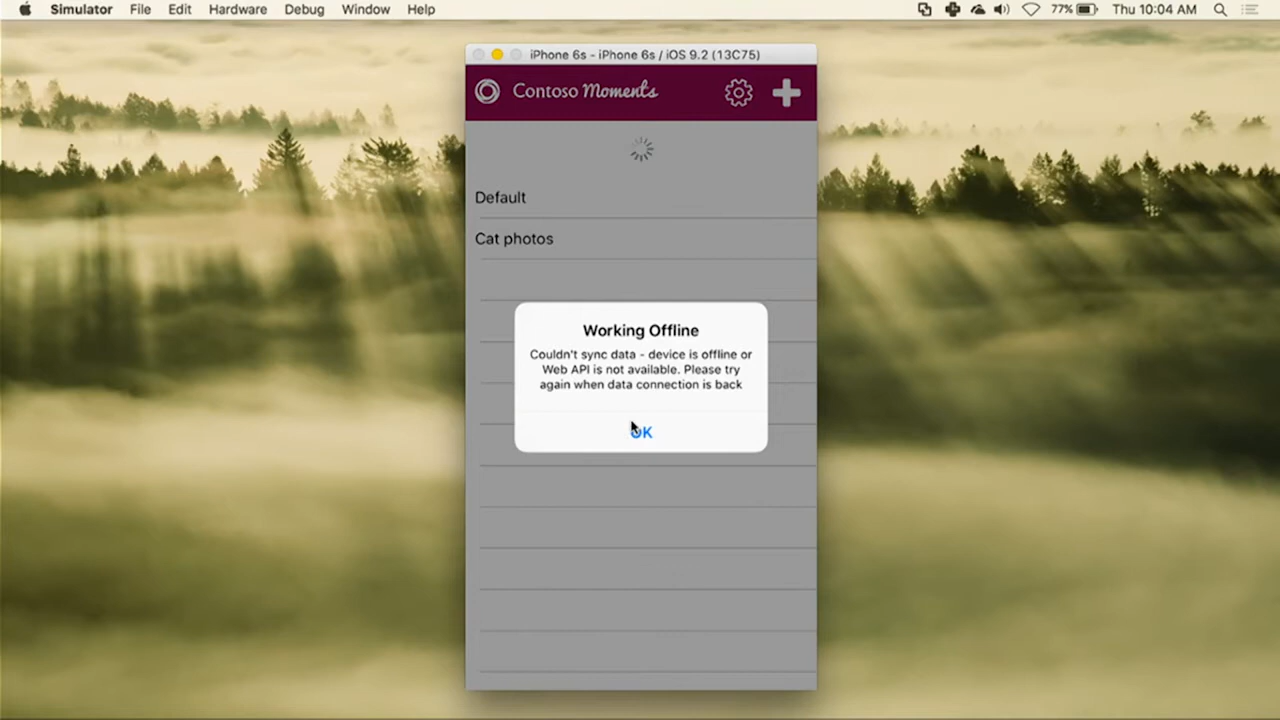 Simulator File Edit Hardware Debug Window Help 77% Thu 10:04 AM
iPhone 6s - iPhone 6s / iOS 9.2 (13C75)
Contoso Moments
Default
Cat photos
Working Offline
Couldn't sync data - device is offline or
Web API is not available. Please try
again when data connection is back
OK